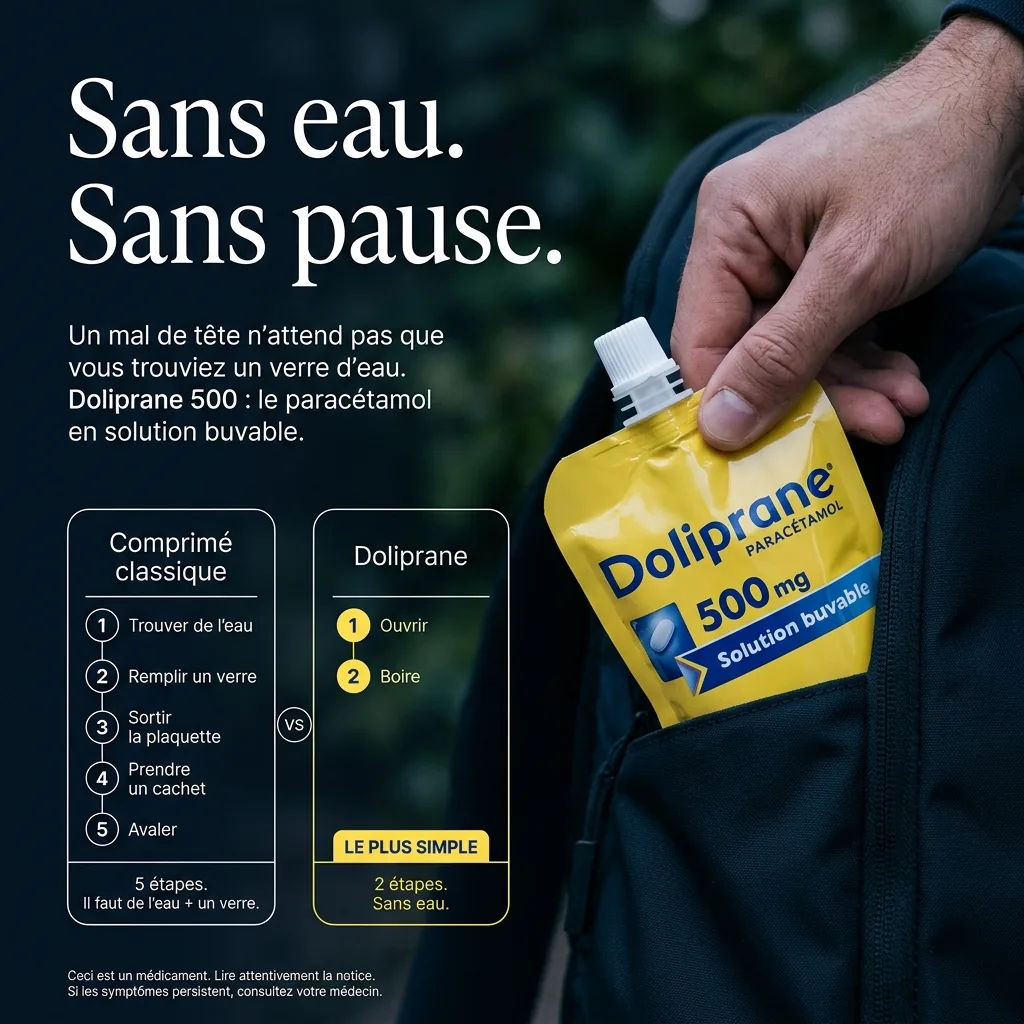 Sans eau.
Sans pause.
Un mal de tête n’attend pas que
vous trouviez un verre d’eau.
Doliprane 500 : le paracétamol
en solution buvable.
Comprimé
classique
1 Trouver de l’eau
2 Remplir un verre
3 Sortir
la plaquette
4 Prendre
un cachet
5 Avaler
5 étapes.
Il faut de l’eau + un verre.
VS
Doliprane
1 Ouvrir
2 Boire
LE PLUS SIMPLE
2 étapes.
Sans eau.
Doliprane®
PARACÉTAMOL
500 mg
Solution buvable
Ceci est un médicament. Lire attentivement la notice.
Si les symptômes persistent, consultez votre médecin.